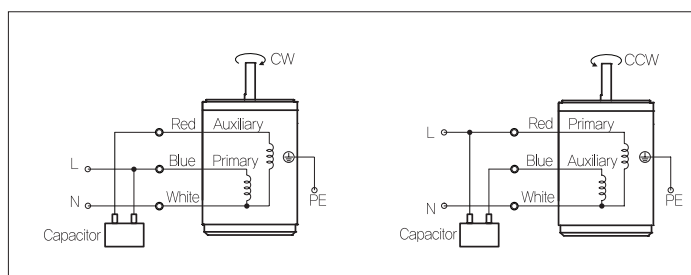 CW
Red Auxiliary
L Blue Primary
N White
PE
Capacitor
CCW
L Red Primary
Blue Auxiliary
N White
PE
Capacitor